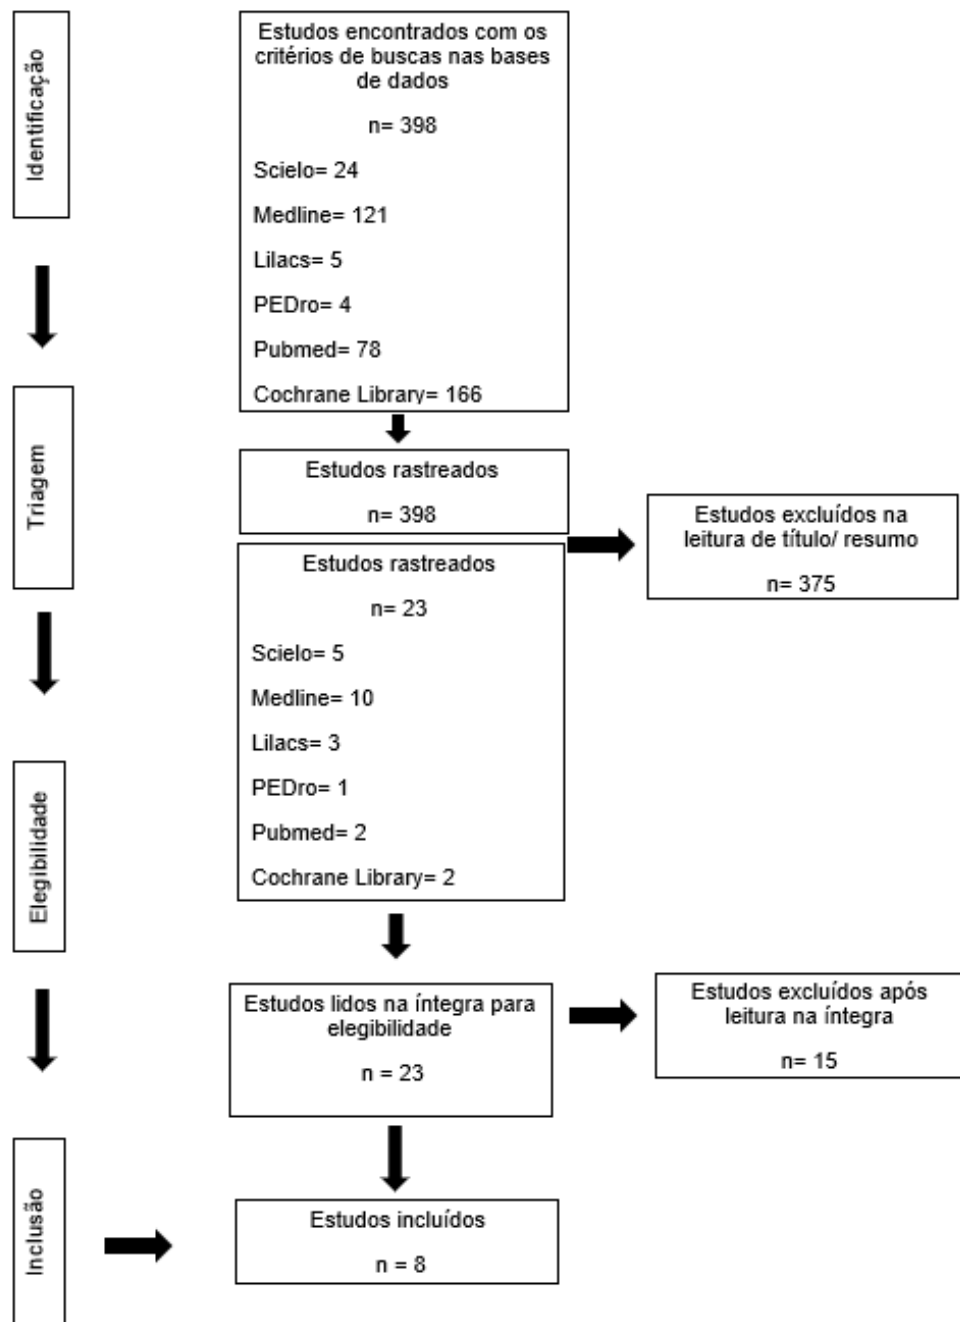 Identificação
Estudos encontrados com os
critérios de buscas nas bases
de dados
n= 398
Scielo= 24
Medline= 121
Lilacs= 5
PEDro= 4
Pubmed= 78
Cochrane Library= 166
Triagem
Estudos rastreados
n= 398
Estudos excluídos na
leitura de título/ resumo
n= 375
Estudos rastreados
n= 23
Scielo= 5
Medline= 10
Lilacs= 3
PEDro= 1
Pubmed= 2
Cochrane Library= 2
Elegibilidade
Estudos lidos na íntegra para
elegibilidade
n = 23
Estudos excluídos após
leitura na íntegra
n= 15
Inclusão
Estudos incluídos
n = 8